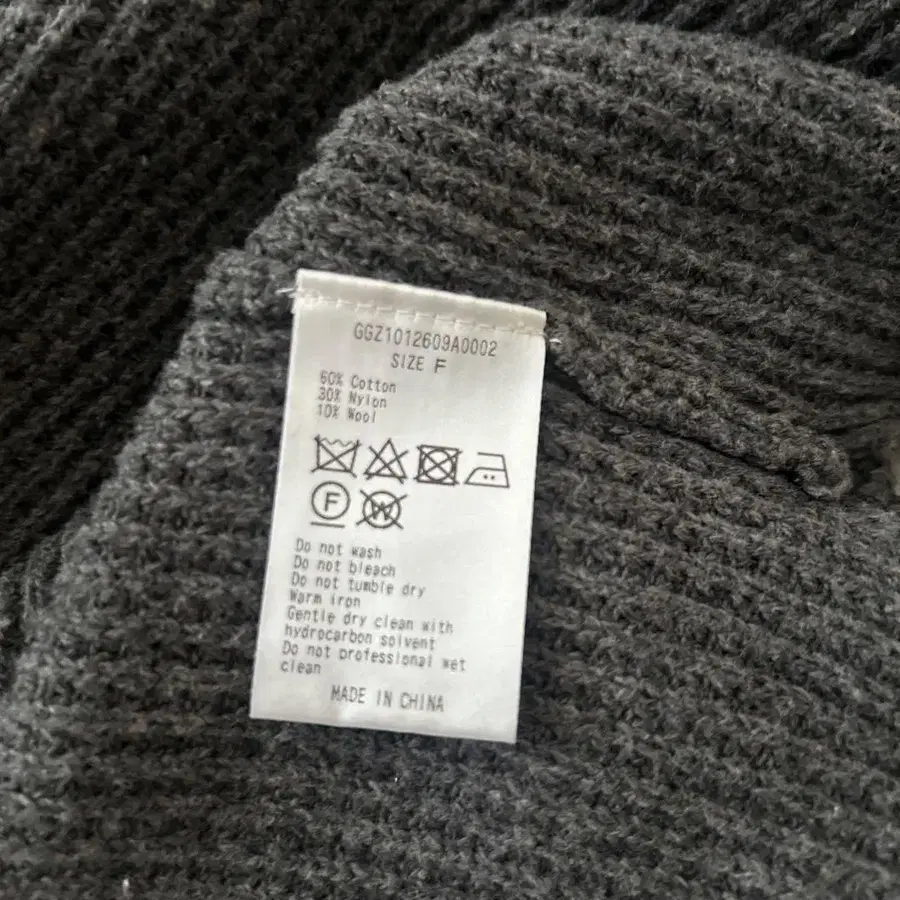 GGZ1012609A0002
SIZE F
60% Cotton
30% Nylon
10% Wool
F W
Do not wash
Do not bleach
Do not tumble dry
Warm iron
Gentle dry clean with
hydrocarbon solvent
Do not professional wet
clean
MADE IN CHINA